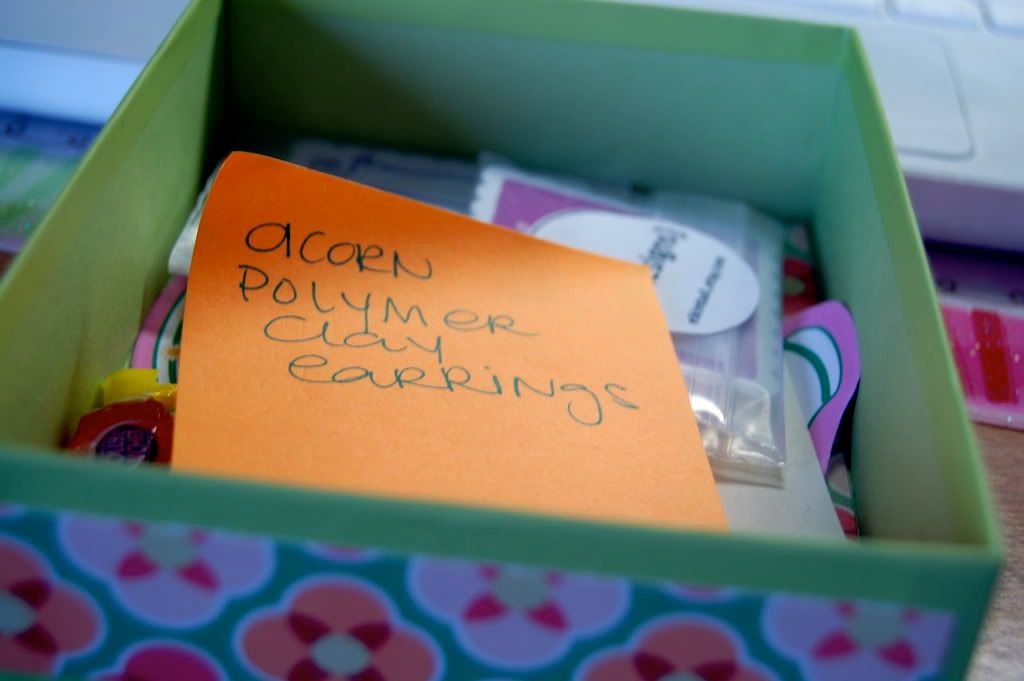 acorn
polymer
clay
earrings